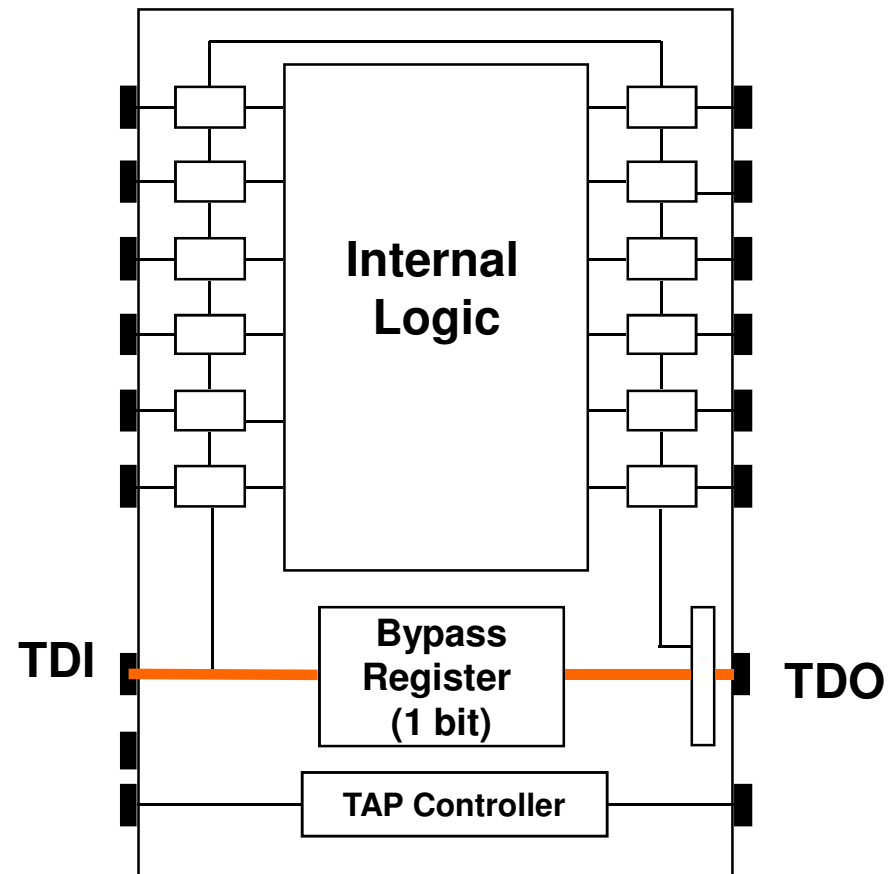 Internal
Logic
TDI
Bypass
Register
(1 bit)
TDO
TAP Controller